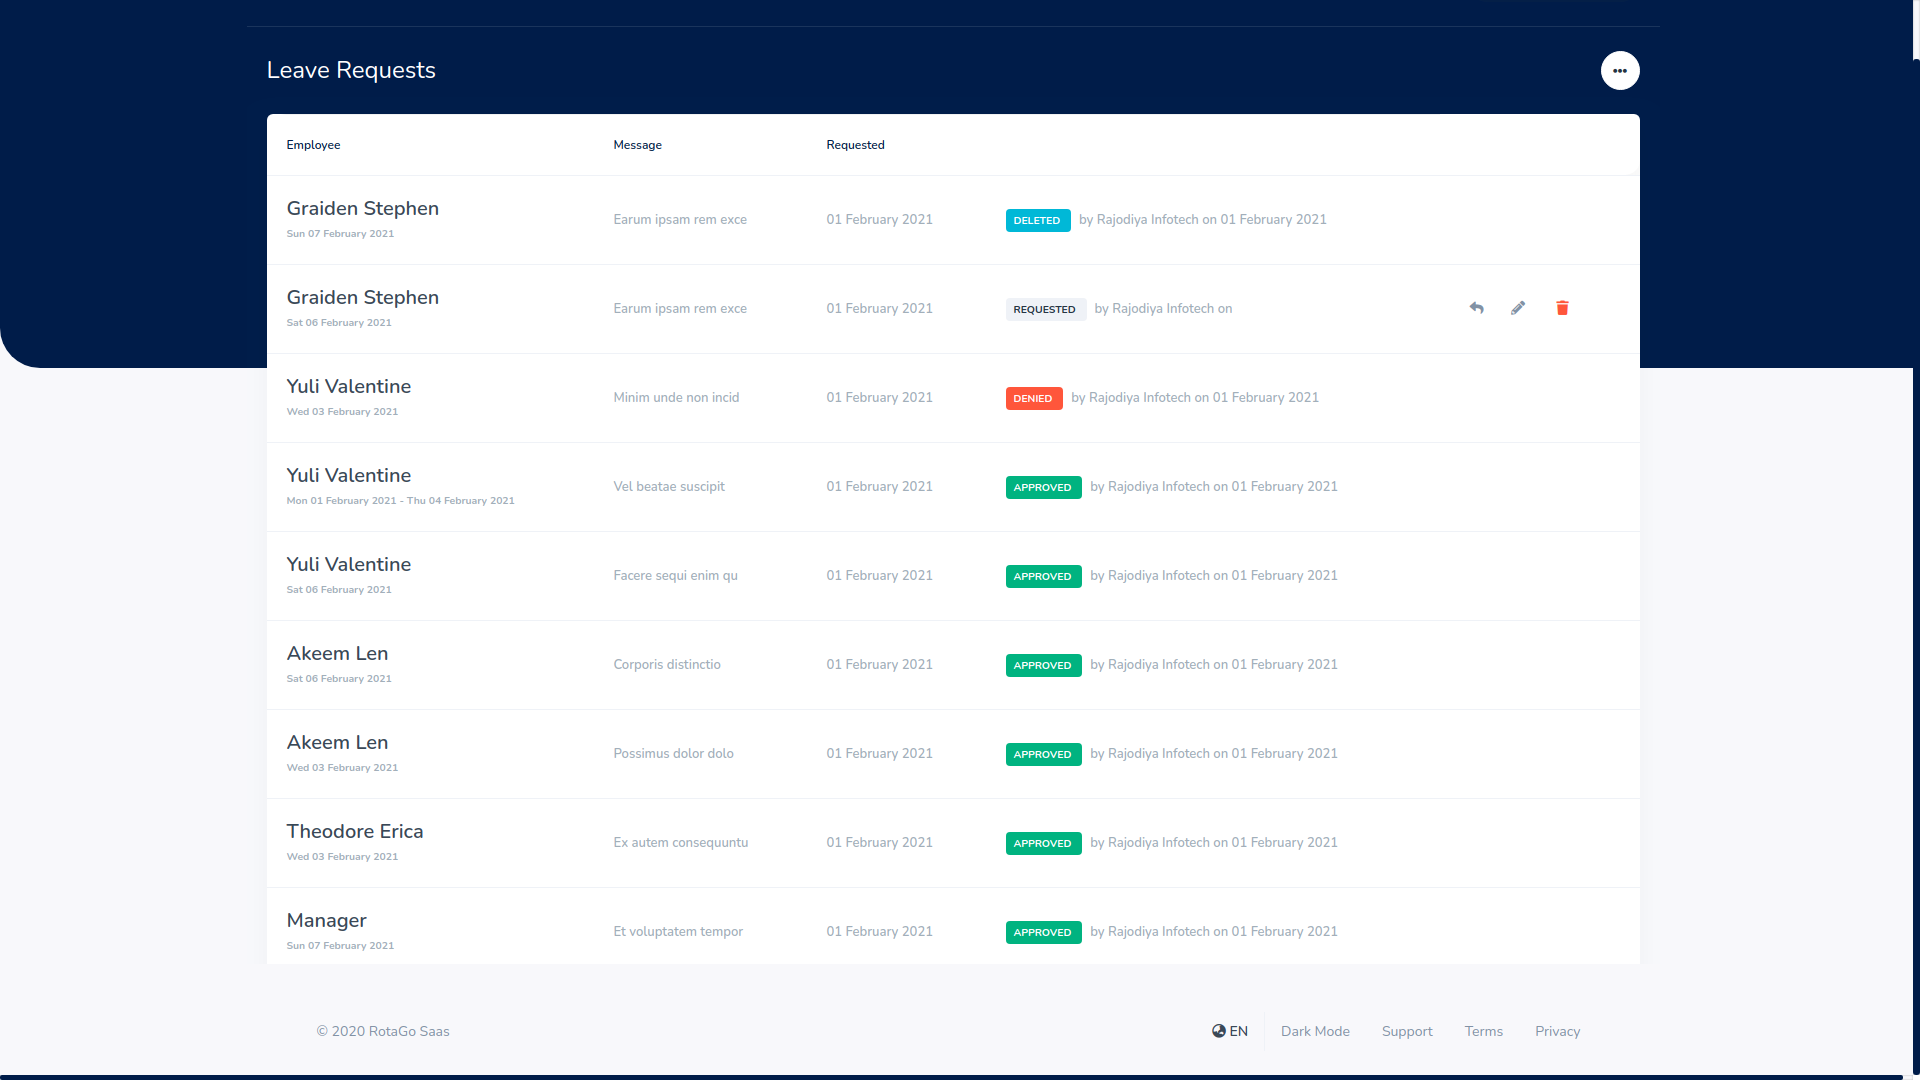 Leave Requests
Employee Message Requested
Graiden Stephen
Sun 07 February 2021
Earum ipsam rem exce
01 February 2021
DELETED by Rajodiya Infotech on 01 February 2021
Graiden Stephen
Sat 06 February 2021
Earum ipsam rem exce
01 February 2021
REQUESTED by Rajodiya Infotech on
Yuli Valentine
Wed 03 February 2021
Minim unde non incid
01 February 2021
DENIED by Rajodiya Infotech on 01 February 2021
Yuli Valentine
Mon 01 February 2021 - Thu 04 February 2021
Vel beatae suscipit
01 February 2021
APPROVED by Rajodiya Infotech on 01 February 2021
Yuli Valentine
Sat 06 February 2021
Facere sequi enim qu
01 February 2021
APPROVED by Rajodiya Infotech on 01 February 2021
Akeem Len
Sat 06 February 2021
Corporis distinctio
01 February 2021
APPROVED by Rajodiya Infotech on 01 February 2021
Akeem Len
Wed 03 February 2021
Possimus dolor dolo
01 February 2021
APPROVED by Rajodiya Infotech on 01 February 2021
Theodore Erica
Wed 03 February 2021
Ex autem consequuntu
01 February 2021
APPROVED by Rajodiya Infotech on 01 February 2021
Manager
Sun 07 February 2021
Et voluptatem tempor
01 February 2021
APPROVED by Rajodiya Infotech on 01 February 2021
© 2020 RotaGo Saas
EN Dark Mode Support Terms Privacy